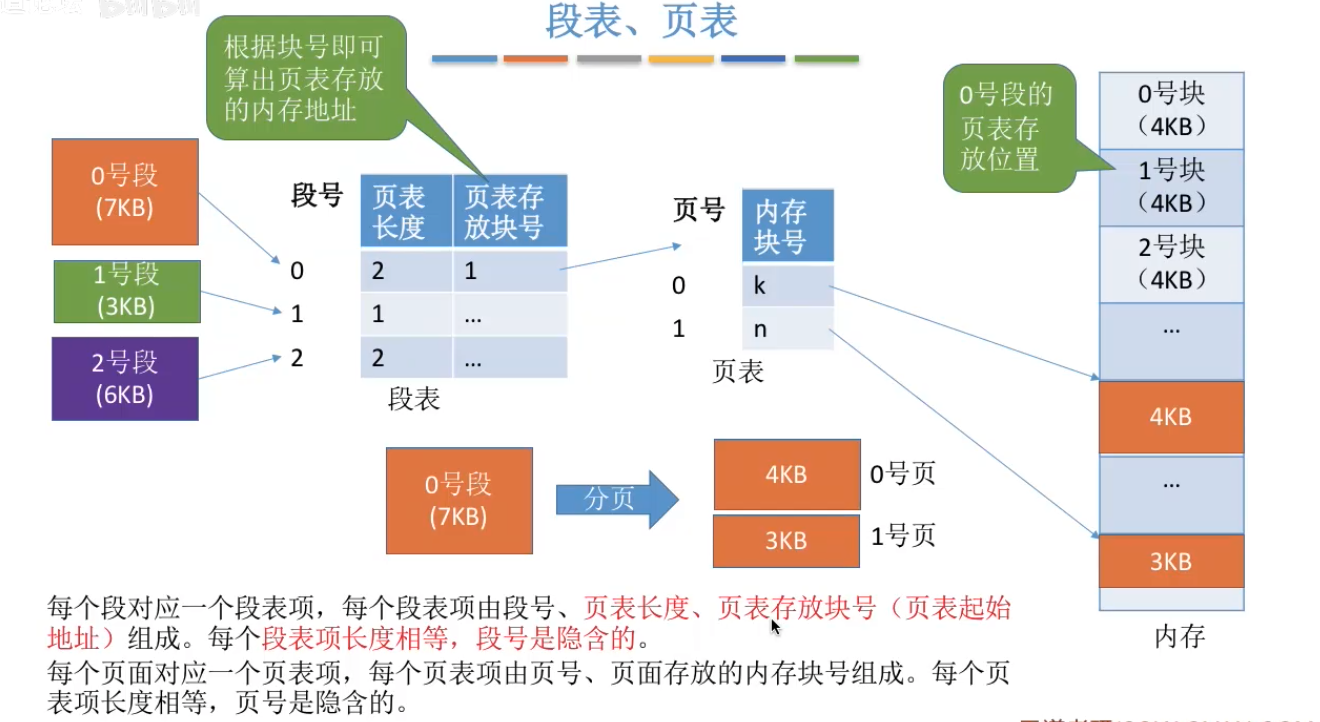 段表、页表
根据块号即可
算出页表存放
的内存地址
0号段的
页表存
放位置
0号段
(7KB)
1号段
(3KB)
2号段
(6KB)
段号
页表
长度
页表存
放块号
0
2
1
1
1
...
2
2
...
段表
页号
内存
块号
0
k
1
n
页表
0号块
（4KB）
1号块
（4KB）
2号块
（4KB）
...
4KB
...
3KB
内存
0号段
(7KB)
分页
4KB
0号页
3KB
1号页
每个段对应一个段表项，每个段表项由段号、页表长度、页表存放块号（页表起始
地址）组成。每个段表项长度相等，段号是隐含的。
每个页面对应一个页表项，每个页表项由页号、页面存放的内存块号组成。每个页
表项长度相等，页号是隐含的。